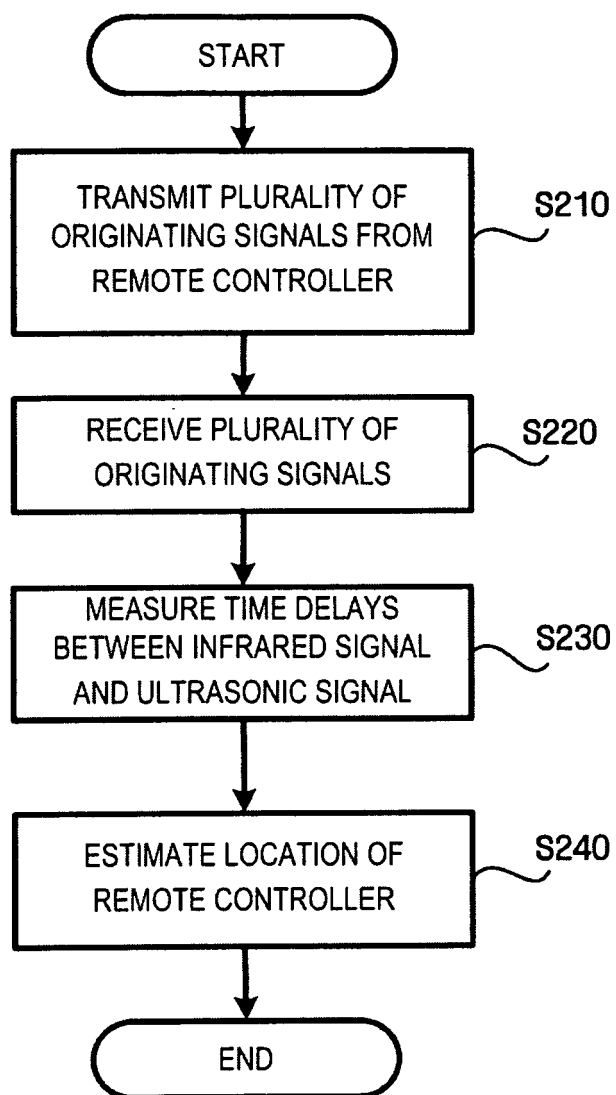 START
TRANSMIT PLURALITY OF
ORIGINATING SIGNALS FROM
REMOTE CONTROLLER
S210
RECEIVE PLURALITY OF
ORIGINATING SIGNALS
S220
MEASURE TIME DELAYS
BETWEEN INFRARED SIGNAL
AND ULTRASONIC SIGNAL
S230
ESTIMATE LOCATION OF
REMOTE CONTROLLER
S240
END